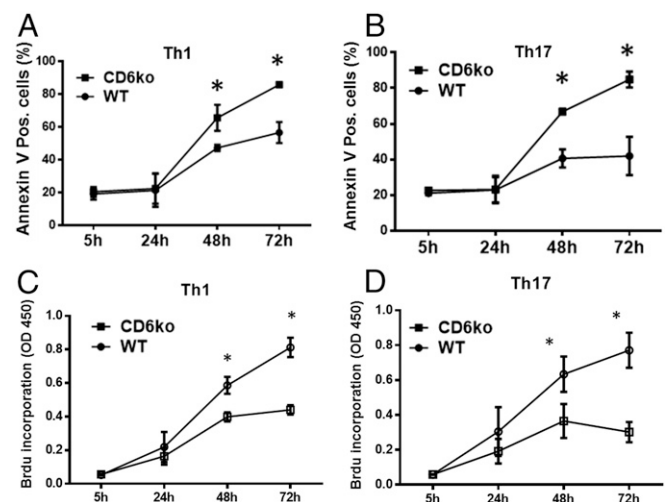 A
Th1
Annexin V Pos. cells (%)
100
80
60
40
20
0
CD6ko
WT
*
*
5h 24h 48h 72h
B
Th17
Annexin V Pos. cells (%)
100
80
60
40
20
0
CD6ko
WT
*
*
5h 24h 48h 72h
C
Th1
Brdu incorporation (OD 450)
1.0
0.8
0.6
0.4
0.2
0.0
CD6ko
WT
*
*
5h 24h 48h 72h
D
Th17
Brdu incorporation (OD 450)
1.0
0.8
0.6
0.4
0.2
0.0
CD6ko
WT
*
*
5h 24h 48h 72h